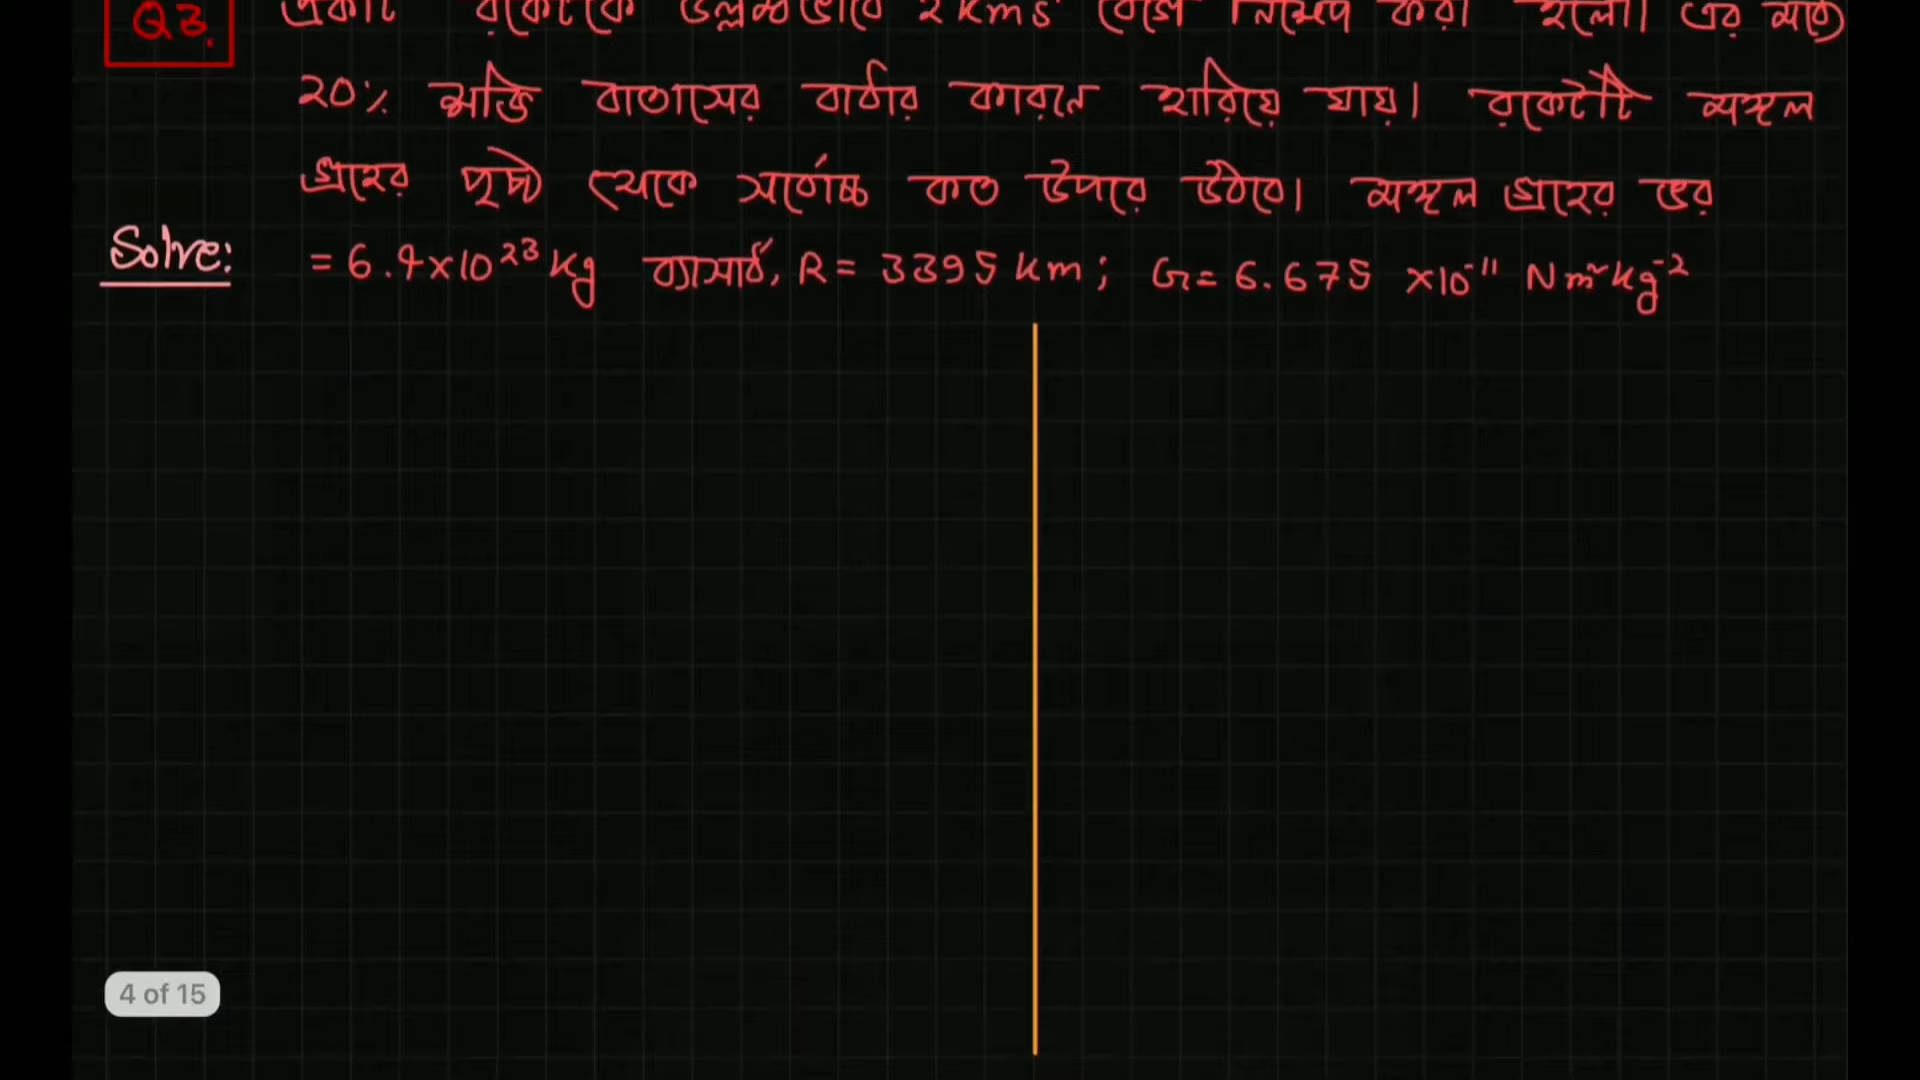 Q3. একটি রকেটকে উল্লম্বভাবে 2 kms বেগে নিক্ষেপ করা হলো। এর মধ্যে
20% শক্তি বাতাসের বাধার কারনে হারিয়ে যায়। রকেটটি মঙ্গল
গ্রহের পৃষ্ঠ থেকে সর্বোচ্চ কত উপরে উঠবে। মঙ্গল গ্রহের ভর
Solve: = 6.4×10²³ kg ব্যাসার্ধ, R = 3395 km; G = 6.675 ×10⁻¹¹ Nm²kg⁻²
4 of 15